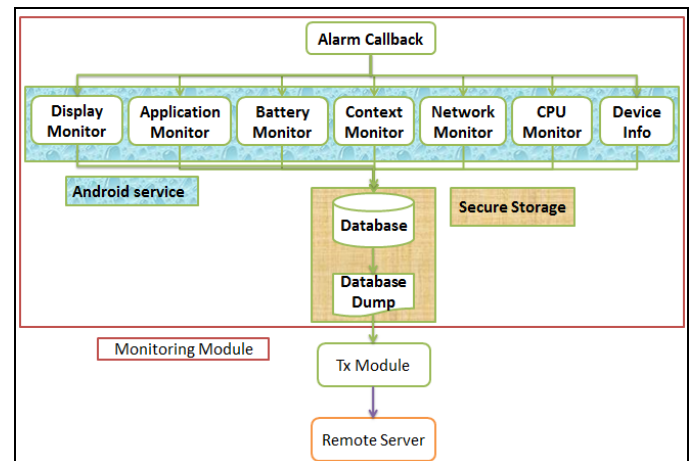 Alarm Callback
Display
Monitor
Application
Monitor
Battery
Monitor
Context
Monitor
Network
Monitor
CPU
Monitor
Device
Info
Android service
Secure Storage
Database
Database
Dump
Monitoring Module
Tx Module
Remote Server